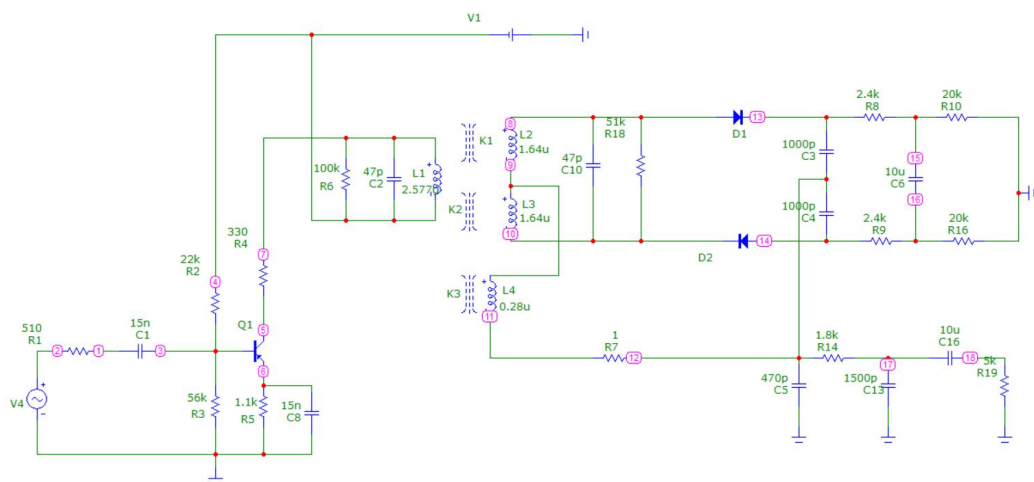 V1
K1
8
L2
1.64u
9
K2
L3
1.64u
10
K3
L4
0.28u
11
100k
R6
47p
C2
L1
2.577u
47p
C10
51k
R18
D1
13
D2
14
1000p
C3
1000p
C4
2.4k
R8
20k
R10
15
10u
C6
16
2.4k
R9
20k
R16
330
R4
7
22k
R2
4
510
R1
2
1
15n
C1
3
Q1
5
6
V4
56k
R3
1.1k
R5
15n
C8
1
R7
12
470p
C5
1.8k
R14
17
1500p
C13
10u
C16
18
5k
R19